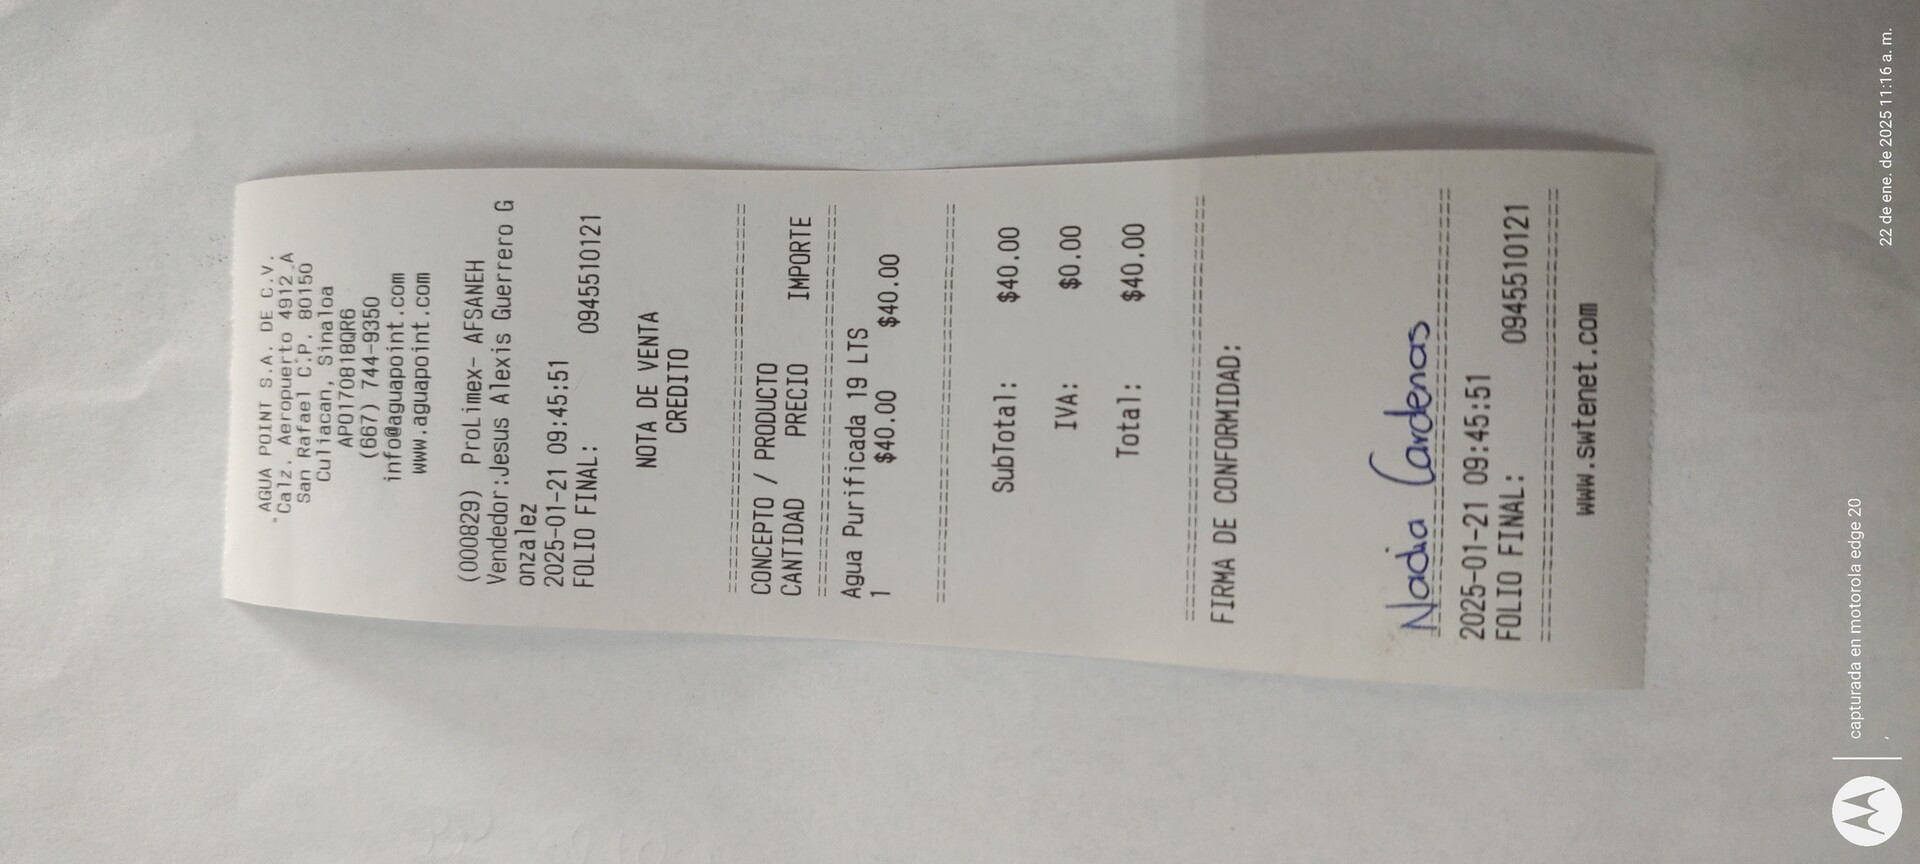 AGUA POINT S.A. DE C.V.
Calz. Aeropuerto 4912 A
San Rafael C.P. 80150
Culiacan, Sinaloa
APO170818QR6
(667) 744-9350
info@aguapoint.com
www.aguapoint.com
(000829) ProLimex- AFSANEH
Vendedor:Jesus Alexis Guerrero G
onzalez
2025-01-21 09:45:51
FOLIO FINAL: 0945510121
NOTA DE VENTA
CREDITO
CONCEPTO / PRODUCTO
CANTIDAD PRECIO IMPORTE
Agua Purificada 19 LTS
1 $40.00 $40.00
SubTotal: $40.00
IVA: $0.00
Total: $40.00
FIRMA DE CONFORMIDAD:
Nadia Cardenas
2025-01-21 09:45:51
FOLIO FINAL: 0945510121
www.swtenet.com
capturada en motorola edge 20
22 de ene. de 2025 11:16 a. m.